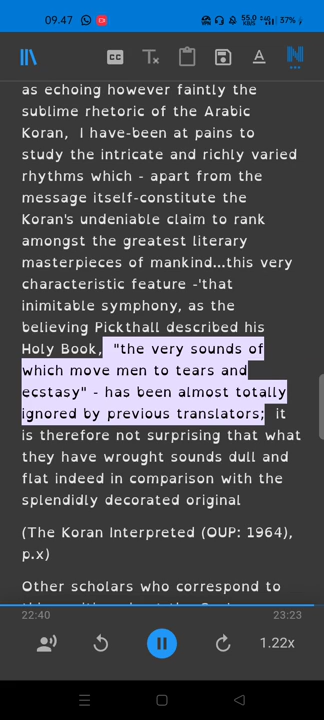 09.47
55.0
37%
CC
T
A
N
as echoing however faintly the
sublime rhetoric of the Arabic
Koran,  I have-been at pains to
study the intricate and richly varied
rhythms which - apart from the
message itself-constitute the
Koran's undeniable claim to rank
amongst the greatest literary
masterpieces of mankind...this very
characteristic feature -'that
inimitable symphony, as the
believing Pickthall described his
Holy Book,  "the very sounds of
which move men to tears and
ecstasy" - has been almost totally
ignored by previous translators;  it
is therefore not surprising that what
they have wrought sounds dull and
flat indeed in comparison with the
splendidly decorated original
(The Koran Interpreted (OUP: 1964),
p.x)
Other scholars who correspond to
22:40
23:23
1.22x